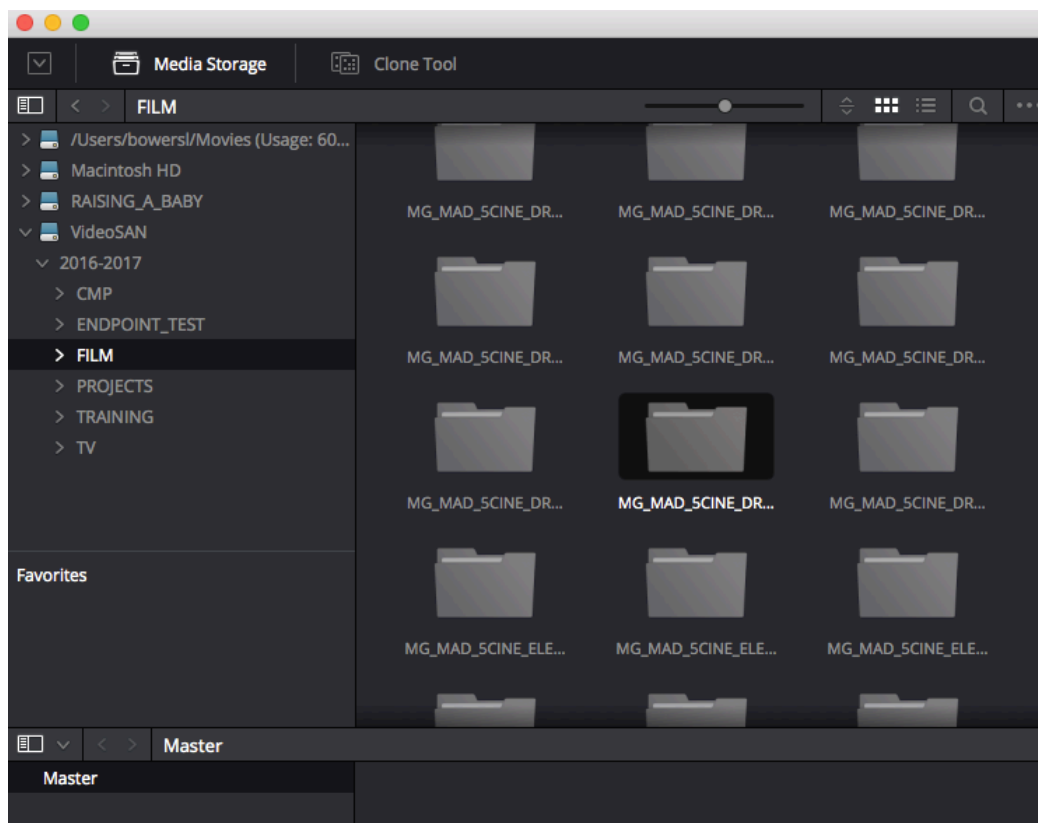 Media Storage Clone Tool
FILM
/Users/bowersl/Movies (Usage: 60...
Macintosh HD
RAISING_A_BABY
VideoSAN
2016-2017
CMP
ENDPOINT_TEST
FILM
PROJECTS
TRAINING
TV
Favorites
MG_MAD_5CINE_DR... MG_MAD_5CINE_DR... MG_MAD_5CINE_DR...
MG_MAD_5CINE_DR... MG_MAD_5CINE_DR... MG_MAD_5CINE_DR...
MG_MAD_5CINE_DR... MG_MAD_5CINE_DR... MG_MAD_5CINE_DR...
MG_MAD_5CINE_ELE... MG_MAD_5CINE_ELE... MG_MAD_5CINE_ELE...
Master
Master